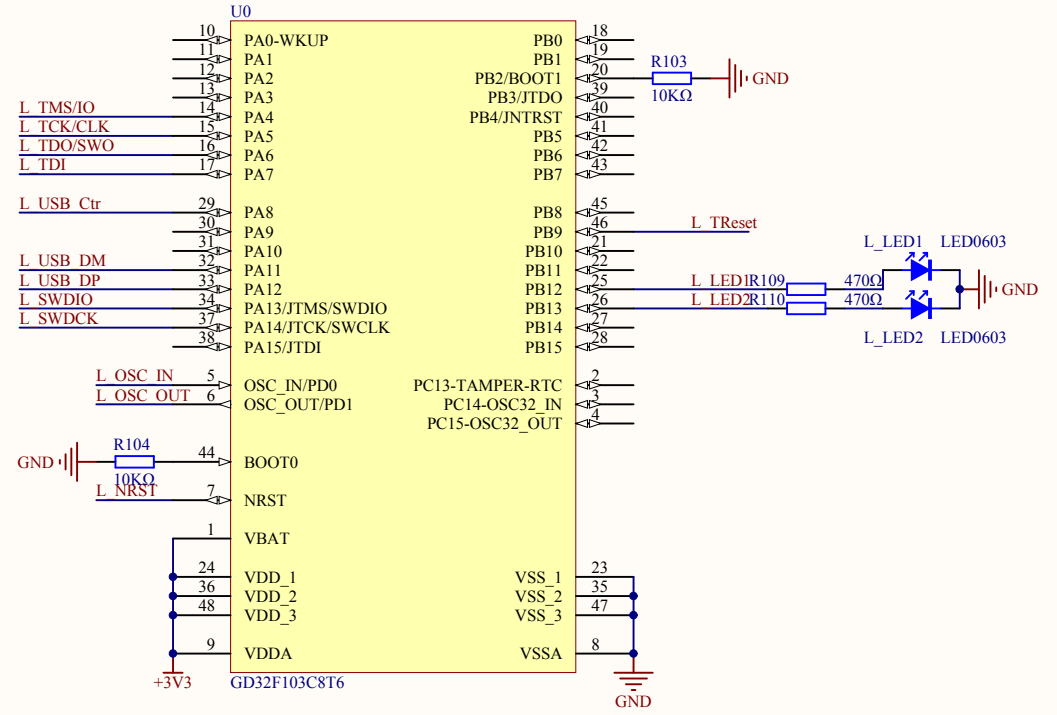 U0
10 PA0-WKUP PB0 18
11 PA1 PB1 19
12 PA2 PB2/BOOT1 20 R103 10KΩ GND
13 PA3 PB3/JTDO 39
L_TMS/IO 14 PA4 PB4/JNTRST 40
L_TCK/CLK 15 PA5 PB5 41
L_TDO/SWO 16 PA6 PB6 42
L_TDI 17 PA7 PB7 43
L_USB_Ctr 29 PA8 PB8 45
30 PA9 PB9 46 L_TReset
31 PA10 PB10 21
L_USB_DM 32 PA11 PB11 22
L_LED1 LED0603
L_USB_DP 33 PA12 PB12 25 L_LED1 R109 470Ω
GND
L_SWDIO 34 PA13/JTMS/SWDIO PB13 26 L_LED2 R110 470Ω
L_SWDCK 37 PA14/JTCK/SWCLK PB14 27
L_LED2 LED0603
38 PA15/JTDI PB15 28
L_OSC_IN 5 OSC_IN/PD0 PC13-TAMPER-RTC 2
L_OSC_OUT 6 OSC_OUT/PD1 PC14-OSC32_IN 3
PC15-OSC32_OUT 4
R104
GND 44 BOOT0
10KΩ
L_NRST 7 NRST
1 VBAT
24 VDD_1 VSS_1 23
36 VDD_2 VSS_2 35
48 VDD_3 VSS_3 47
9 VDDA VSSA 8
+3V3 GD32F103C8T6
GND